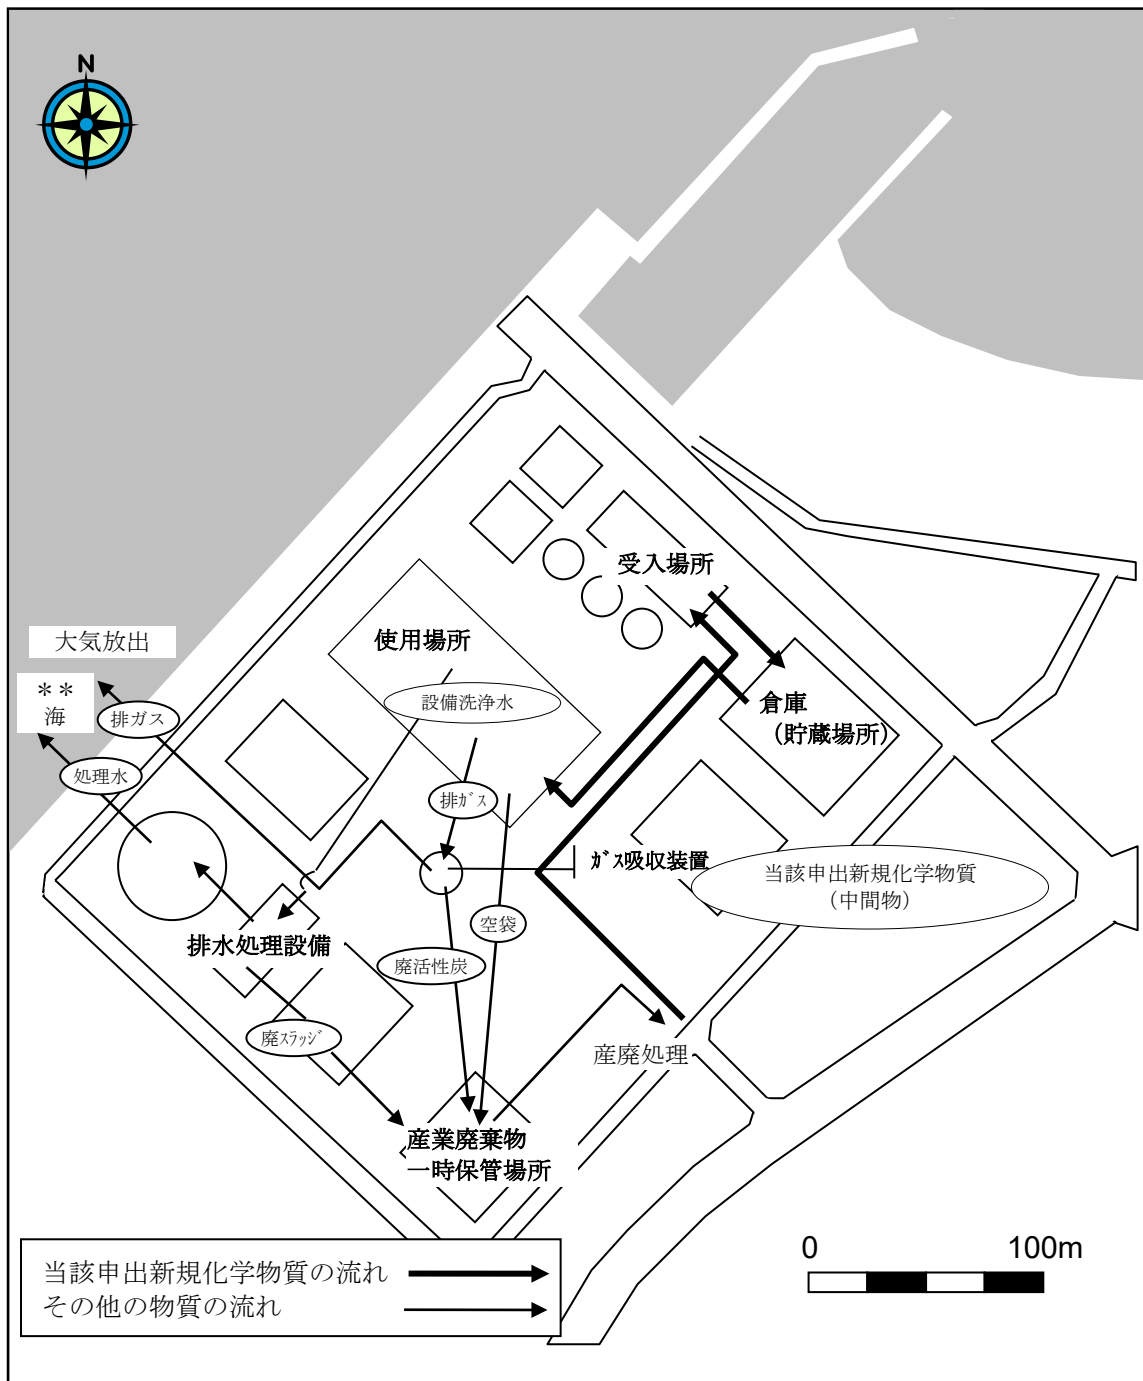 N
受入場所
使用場所
大気放出
設備洗浄水
＊＊
海
倉庫
（貯蔵場所）
排ガス
処理水
排ｶﾞｽ
ｶﾞｽ吸収装置
当該申出新規化学物質
（中間物）
空袋
排水処理設備
廃活性炭
廃ｽﾗｯｼﾞ
産廃処理
産業廃棄物
一時保管場所
0 100m
当該申出新規化学物質の流れ
その他の物質の流れ